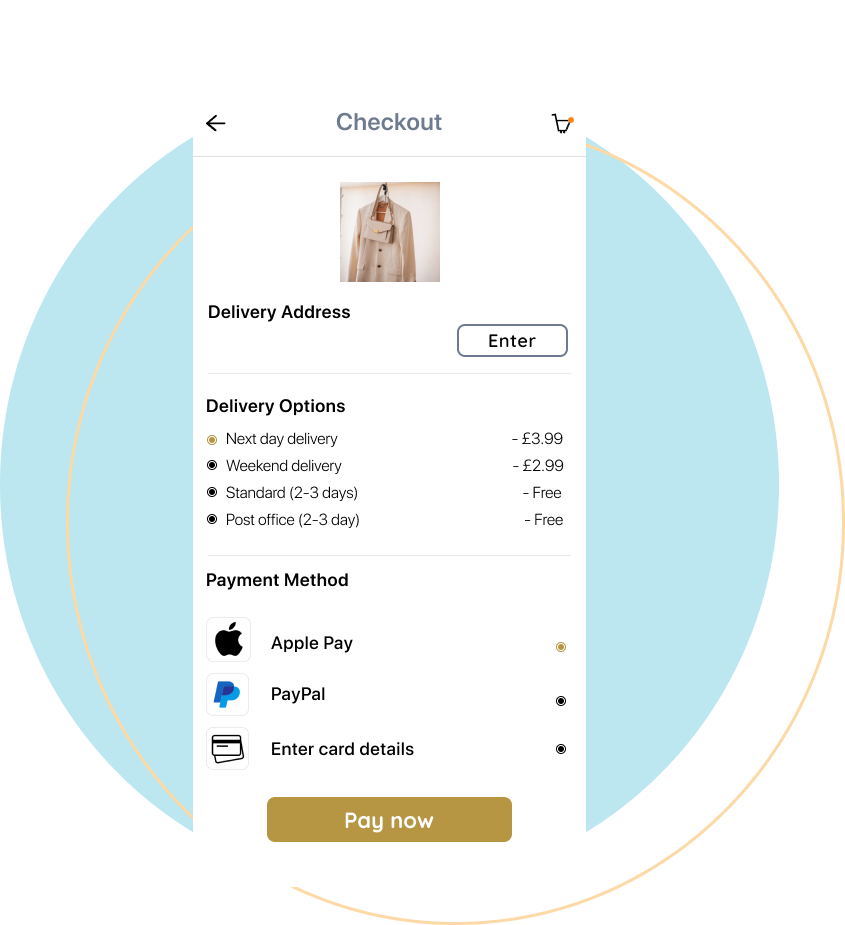 Checkout
Delivery Address
Enter
Delivery Options
Next day delivery - £3.99
Weekend delivery - £2.99
Standard (2-3 days) - Free
Post office (2-3 day) - Free
Payment Method
Apple Pay
PayPal
Enter card details
Pay now